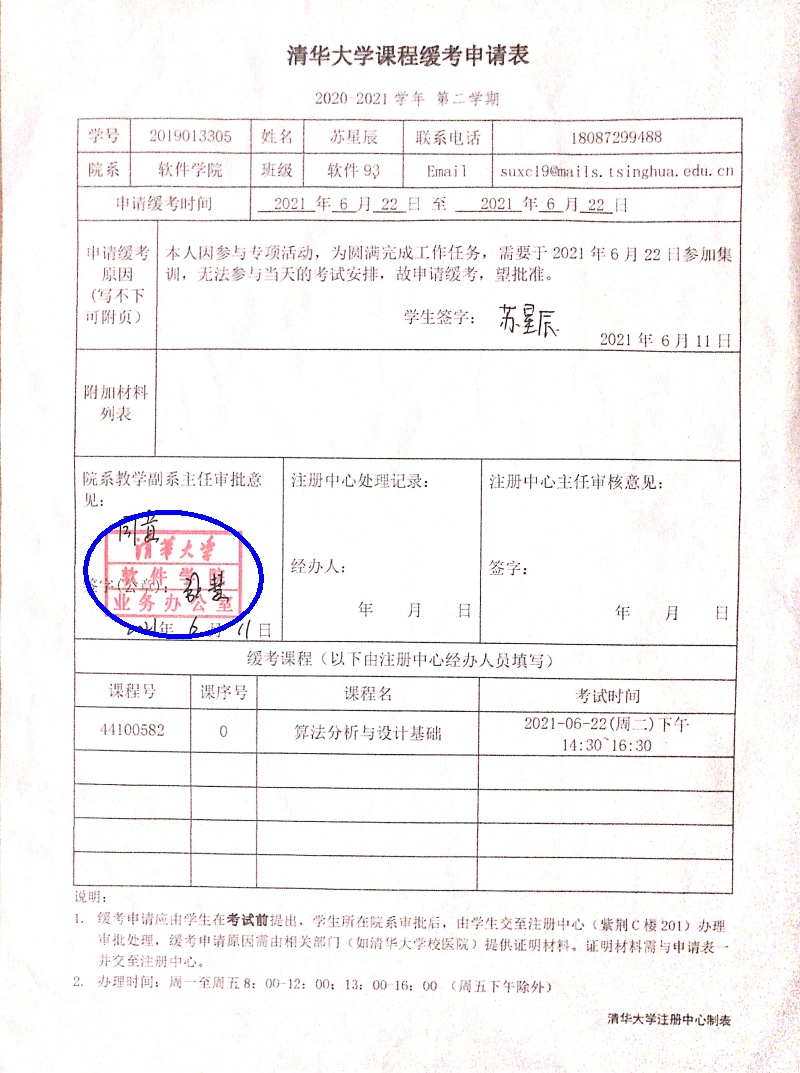 清华大学课程缓考申请表
2020-2021 学年 第二学期
学号 2019013305 姓名 苏星辰 联系电话 18087299488
院系 软件学院 班级 软件 93 Email suxc19@mails.tsinghua.edu.cn
申请缓考时间 2021 年 6 月 22 日 至 2021 年 6 月 22 日
申请缓考
原因
(写不下
可附页)
本人因参与专项活动，为圆满完成工作任务，需要于 2021 年 6 月 22 日参加集
训，无法参与当天的考试安排，故申请缓考，望批准。
学生签字： 苏星辰
2021 年 6 月 11 日
附加材料
列表
院系教学副系主任审批意
见：
同意
清华大学
软件学院
签字(公章)：
业务办公室
2021 年 6 月 11 日
注册中心处理记录：
经办人：
年 月 日
注册中心主任审核意见：
签字：
年 月 日
缓考课程（以下由注册中心经办人员填写）
课程号 课序号 课程名 考试时间
44100582 0 算法分析与设计基础 2021-06-22(周二)下午
14:30~16:30
说明：
1. 缓考申请应由学生在考试前提出，学生所在院系审批后，由学生交至注册中心（紫荆 C 楼 201）办理
审批处理，缓考申请原因需由相关部门（如清华大学校医院）提供证明材料。证明材料需与申请表一
并交至注册中心。
2. 办理时间：周一至周五 8：00-12：00；13：00-16：00 （周五下午除外）
清华大学注册中心制表